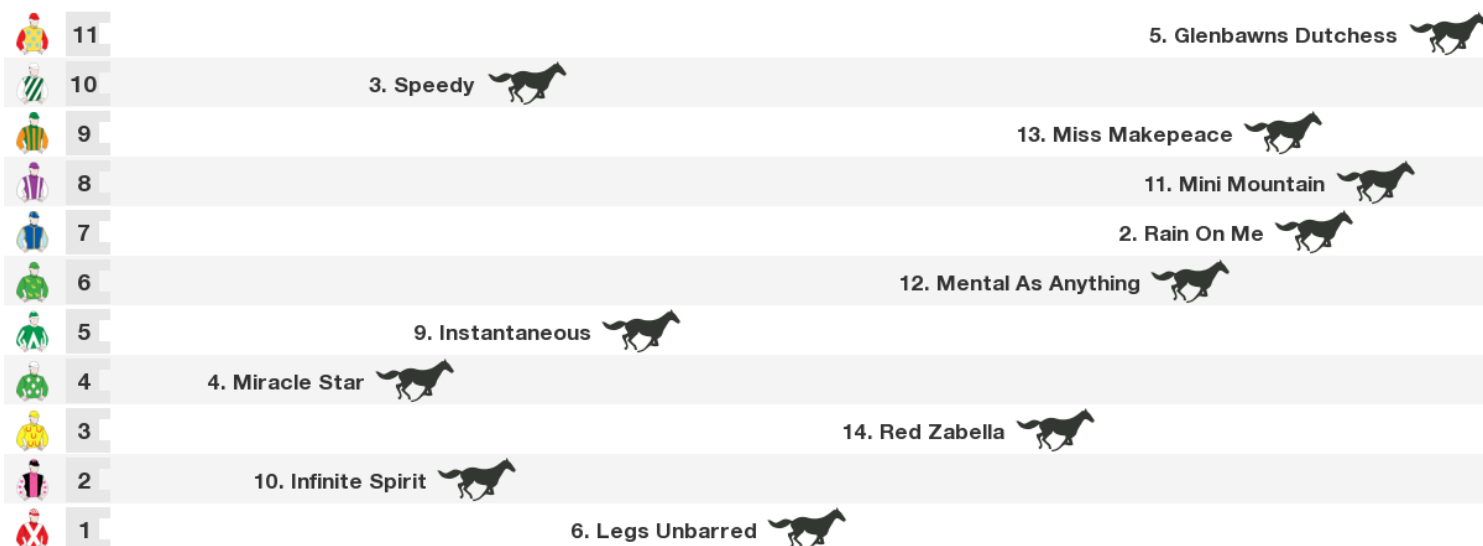 11 5. Glenbawns Dutchess
10 3. Speedy
9 13. Miss Makepeace
8 11. Mini Mountain
7 2. Rain On Me
6 12. Mental As Anything
5 9. Instantaneous
4 4. Miracle Star
3 14. Red Zabella
2 10. Infinite Spirit
1 6. Legs Unbarred